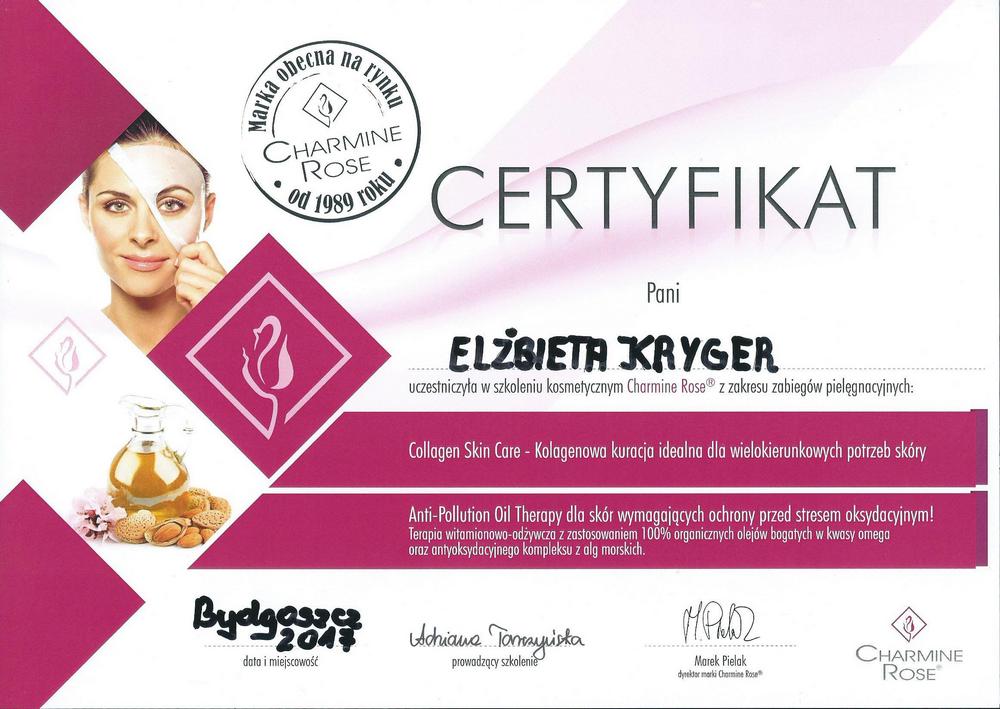 Marka obecna na rynku
CHARMINE
ROSE
od 1989 roku
CERTYFIKAT
Pani
ELŻBIETA KRYGER
uczestniczyła w szkoleniu kosmetycznym Charmine Rose® z zakresu zabiegów pielęgnacyjnych:
Collagen Skin Care - Kolagenowa kuracja idealna dla wielokierunkowych potrzeb skóry
Anti-Pollution Oil Therapy dla skór wymagających ochrony przed stresem oksydacyjnym!
Terapia witamionowo-odżywcza z zastosowaniem 100% organicznych olejów bogatych w kwasy omega
oraz antyoksydacyjnego kompleksu z alg morskich.
Bydgoszcz
2017
data i miejscowość
Adriana Tarczyńska
prowadzący szkolenie
M. Pielak
Marek Pielak
dyrektor marki Charmine Rose®
CHARMINE
ROSE®